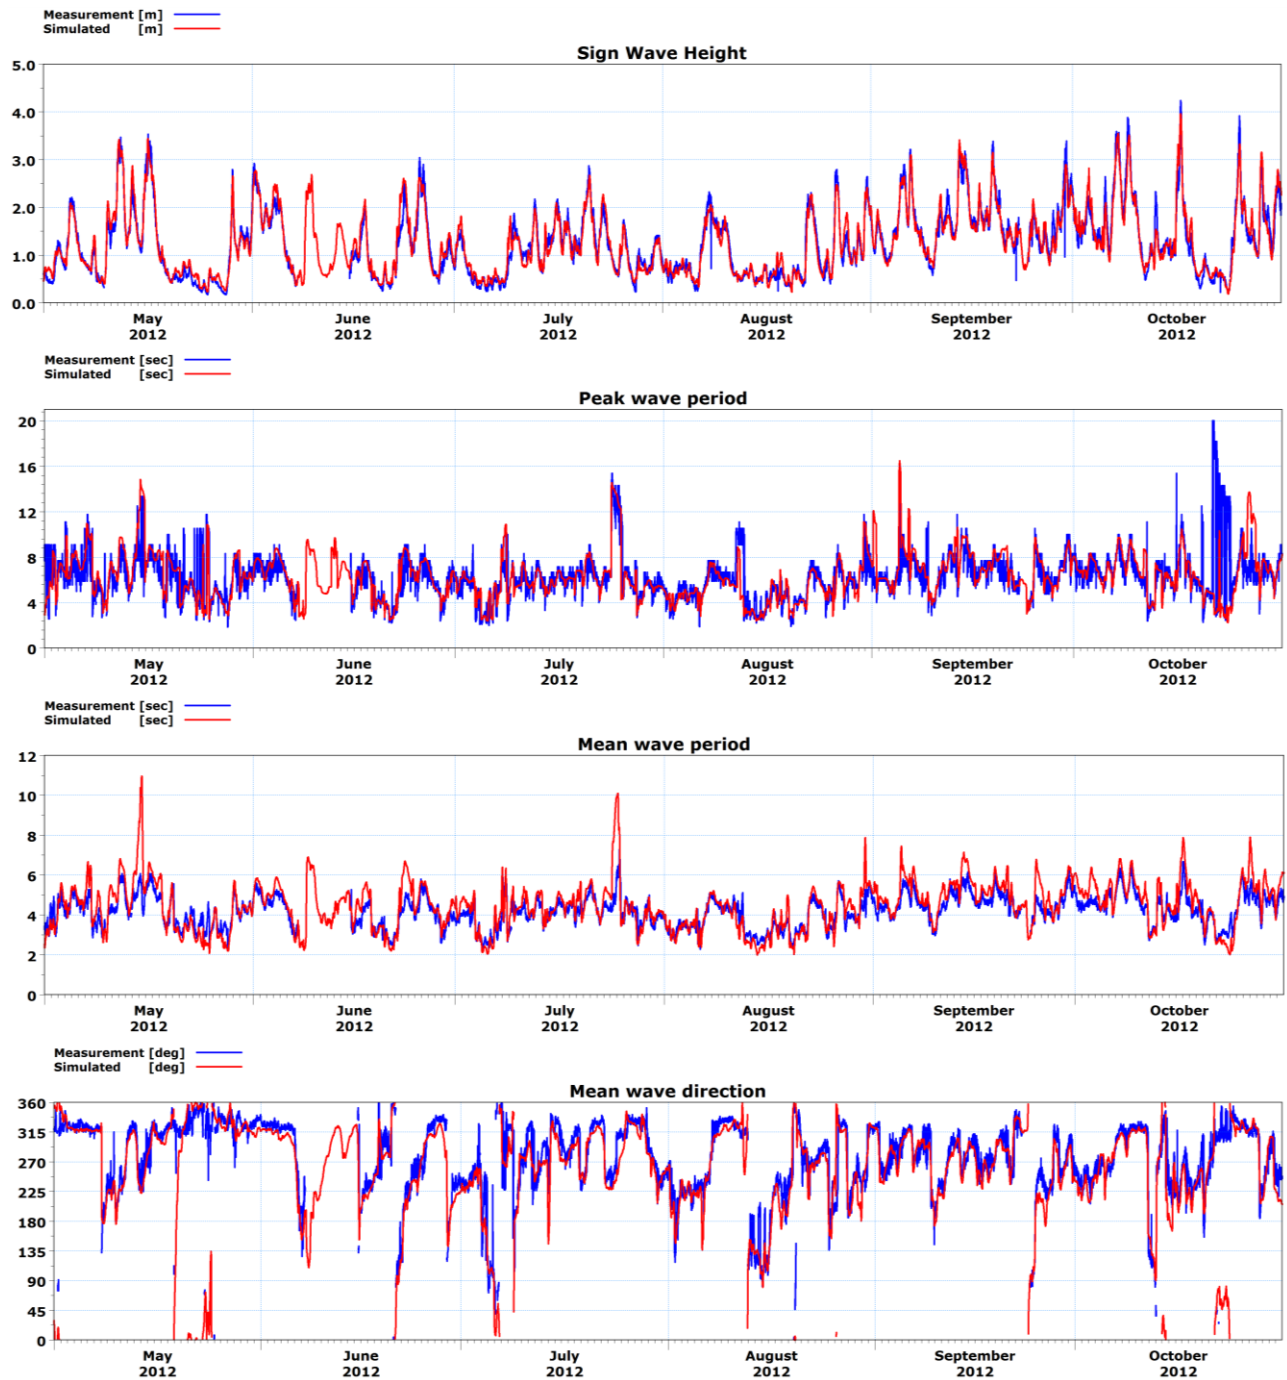 Measurement [m]
Simulated [m]
Sign Wave Height
5.0
4.0
3.0
2.0
1.0
0.0
May June July August September October
2012 2012 2012 2012 2012 2012
Measurement [sec]
Simulated [sec]
Peak wave period
20
16
12
8
4
0
May June July August September October
2012 2012 2012 2012 2012 2012
Measurement [sec]
Simulated [sec]
Mean wave period
12
10
8
6
4
2
0
May June July August September October
2012 2012 2012 2012 2012 2012
Measurement [deg]
Simulated [deg]
Mean wave direction
360
315
270
225
180
135
90
45
0
May June July August September October
2012 2012 2012 2012 2012 2012